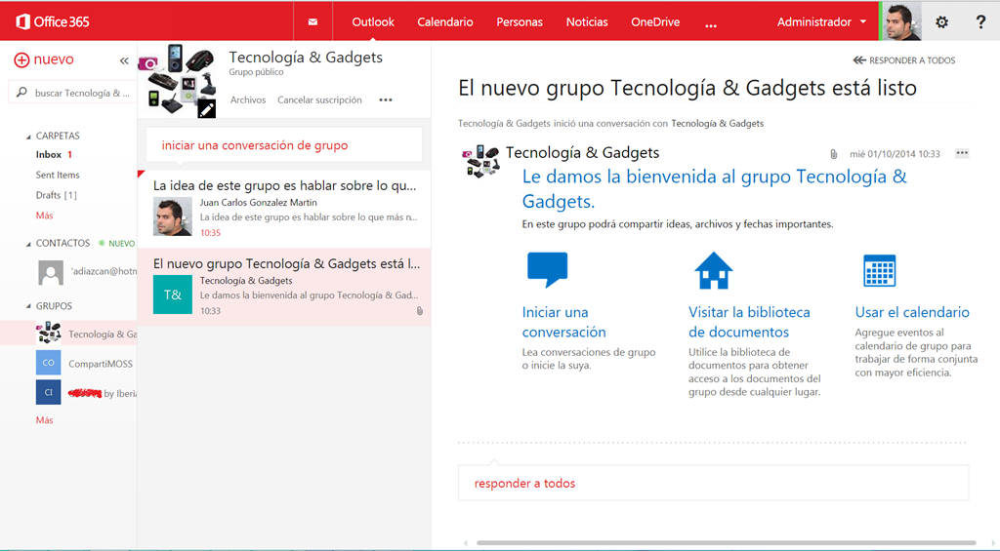 Office 365
Outlook
Calendario
Personas
Noticias
OneDrive
...
Administrador
?
nuevo
«
buscar Tecnología & ...
CARPETAS
Inbox 1
Sent Items
Drafts [1]
Más
CONTACTOS
NUEVO
'adiazcan@hotn
GRUPOS
Tecnología & Ga
CO
CompartiMOSS
CI
by Iberia
Más
Tecnología & Gadgets
Grupo público
Archivos
Cancelar suscripción
•••
iniciar una conversación de grupo
La idea de este grupo es hablar sobre lo qu...
Juan Carlos Gonzalez Martin
La idea de este grupo es hablar sobre lo que más n...
10:35
El nuevo grupo Tecnología & Gadgets está l...
T&
Tecnología & Gadgets
Le damos la bienvenida al grupo Tecnología & Gad...
10:33
RESPONDER A TODOS
El nuevo grupo Tecnología & Gadgets está listo
Tecnología & Gadgets inició una conversación con Tecnología & Gadgets
Tecnología & Gadgets
mié 01/10/2014 10:33
•••
Le damos la bienvenida al grupo Tecnología &
Gadgets.
En este grupo podrá compartir ideas, archivos y fechas importantes.
Iniciar una
conversación
Lea conversaciones de grupo
o inicie la suya.
Visitar la biblioteca
de documentos
Utilice la biblioteca de
documentos para obtener
acceso a los documentos del
grupo desde cualquier lugar.
Usar el calendario
Agregue eventos al
calendario de grupo para
trabajar de forma conjunta
con mayor eficiencia.
responder a todos